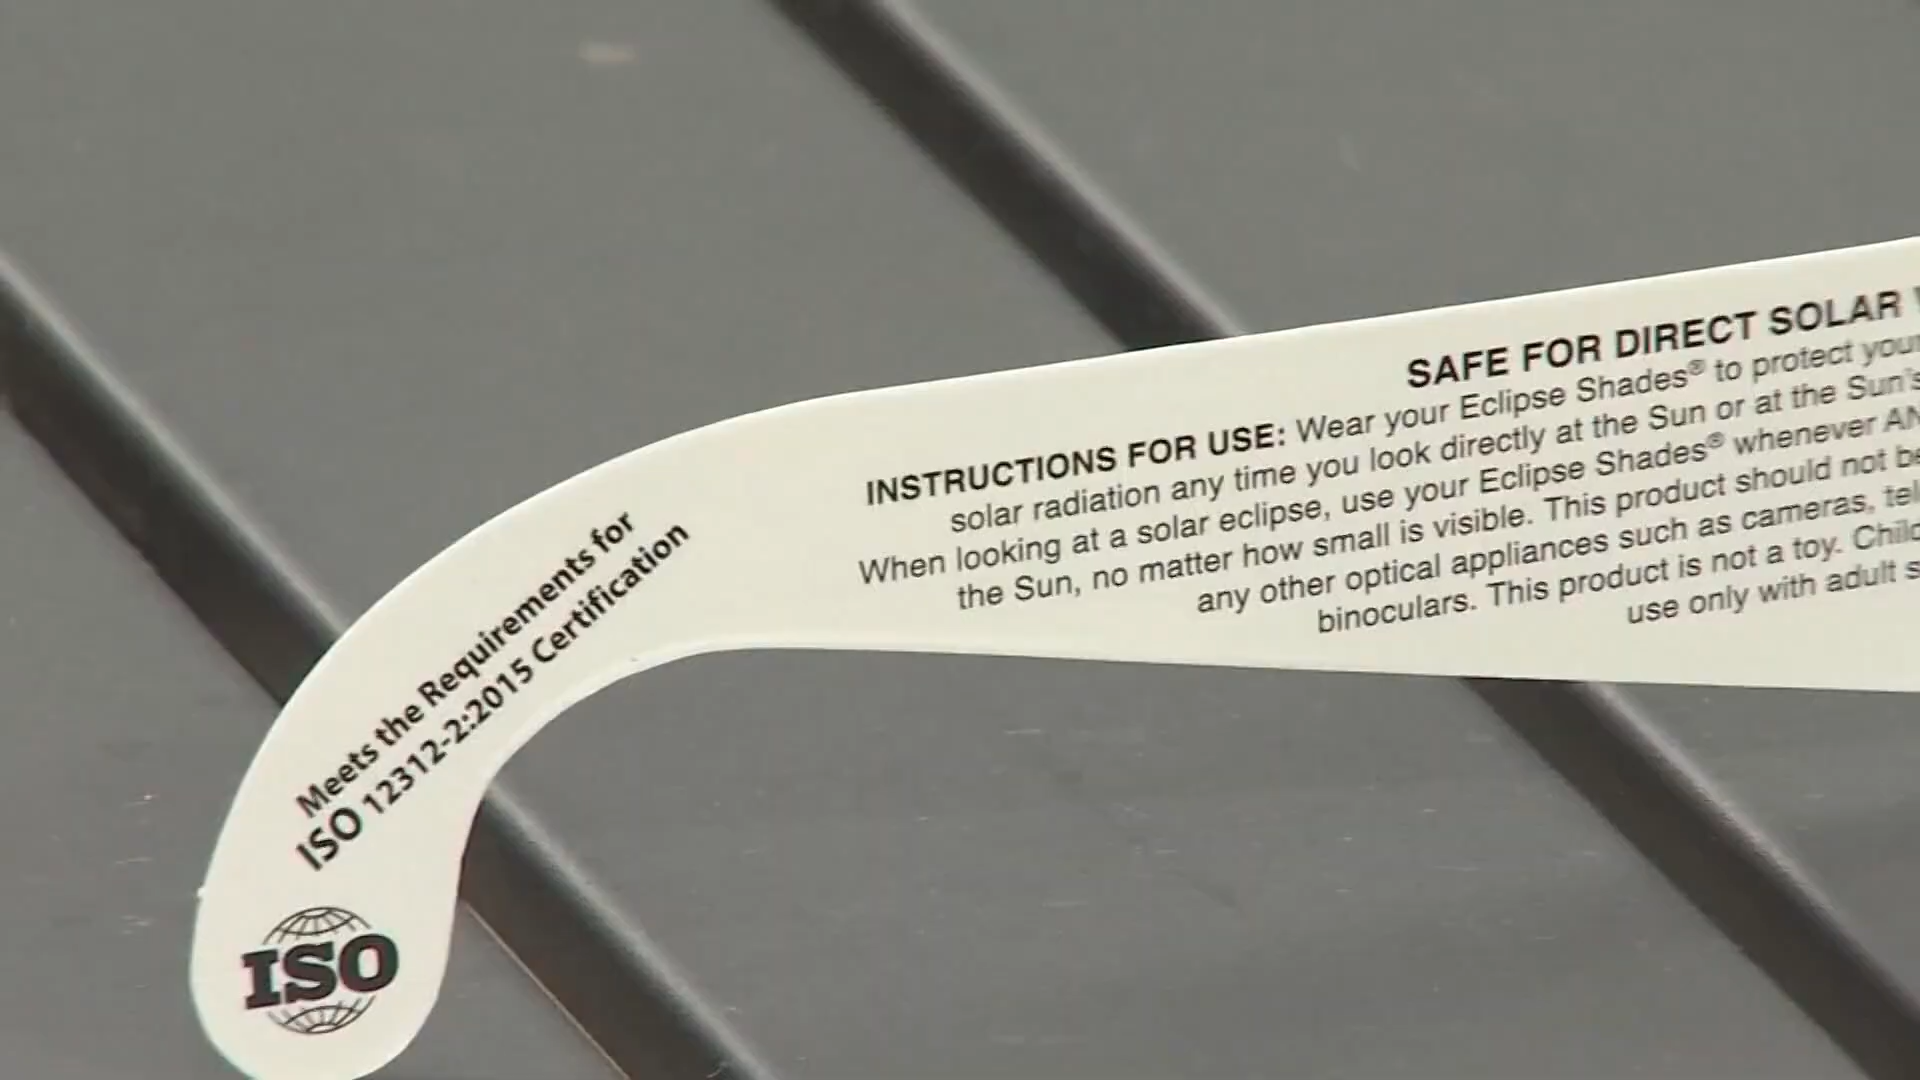 SAFE FOR DIRECT SOLAR
INSTRUCTIONS FOR USE: Wear your Eclipse Shades® to protect your
solar radiation any time you look directly at the Sun or at the Sun's
When looking at a solar eclipse, use your Eclipse Shades® whenever
the Sun, no matter how small is visible. This product should not be
any other optical appliances such as cameras,
binoculars. This product is not a toy.
use only with adult
Meets the Requirements for
ISO 12312-2:2015 Certification
ISO